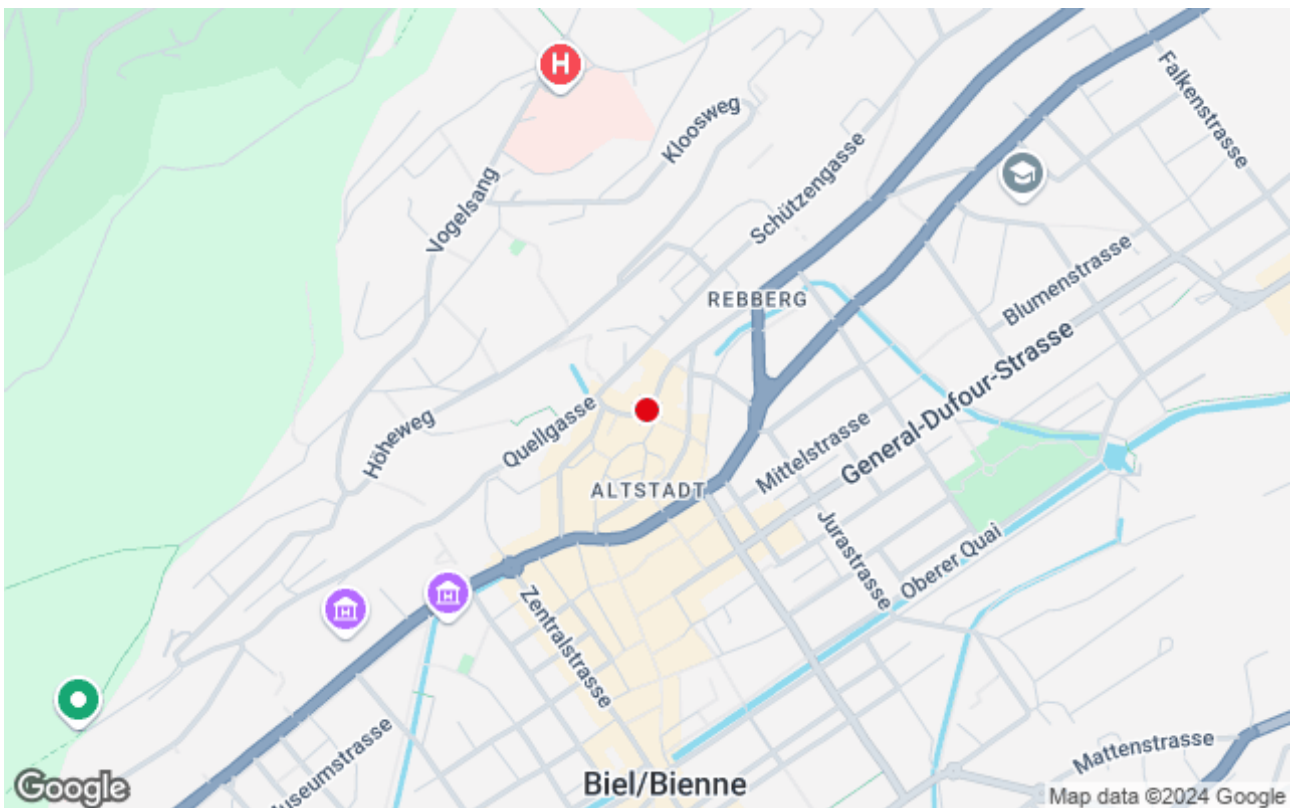 H
Kloosweg
Falkenstrasse
Vogelsang
Schützengasse
REBBERG
Blumenstrasse
General-Dufour-Strasse
Höheweg
Quellgasse
Mittelstrasse
ALTSTADT
Jurastrasse
Oberer Quai
Zentralstrasse
Museumstrasse
Mattenstrasse
Biel/Bienne
Google
Map data ©2024 Google